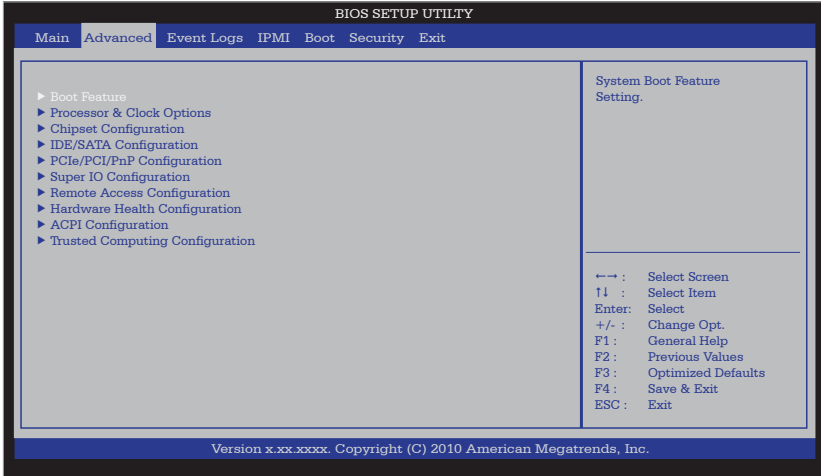 BIOS SETUP UTILTY
Main Advanced Event Logs IPMI Boot Security Exit
▶ Boot Feature
▶ Processor & Clock Options
▶ Chipset Configuration
▶ IDE/SATA Configuration
▶ PCIe/PCI/PnP Configuration
▶ Super IO Configuration
▶ Remote Access Configuration
▶ Hardware Health Configuration
▶ ACPI Configuration
▶ Trusted Computing Configuration
System Boot Feature
Setting.
←→ : Select Screen
↑↓ : Select Item
Enter: Select
+/- : Change Opt.
F1 : General Help
F2 : Previous Values
F3 : Optimized Defaults
F4 : Save & Exit
ESC : Exit
Version x.xx.xxxx. Copyright (C) 2010 American Megatrends, Inc.